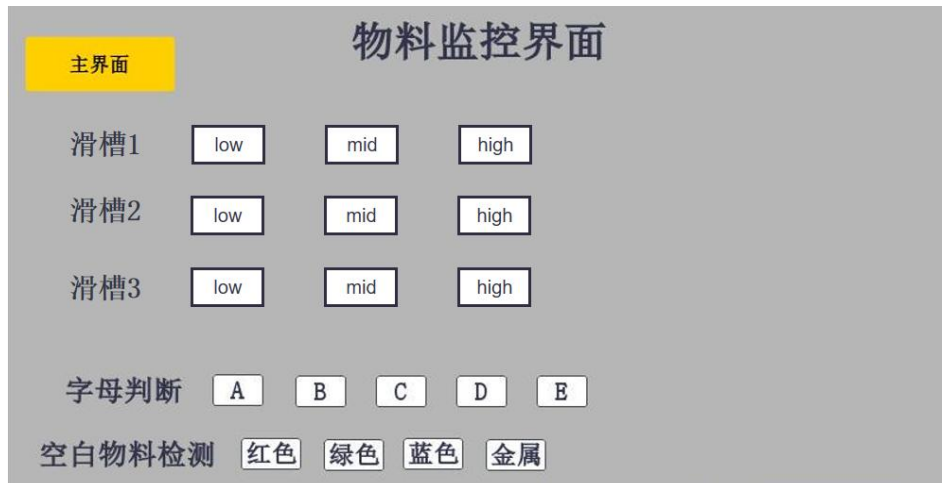 物料监控界面
主界面
滑槽1 low mid high
滑槽2 low mid high
滑槽3 low mid high
字母判断 A B C D E
空白物料检测 红色 绿色 蓝色 金属